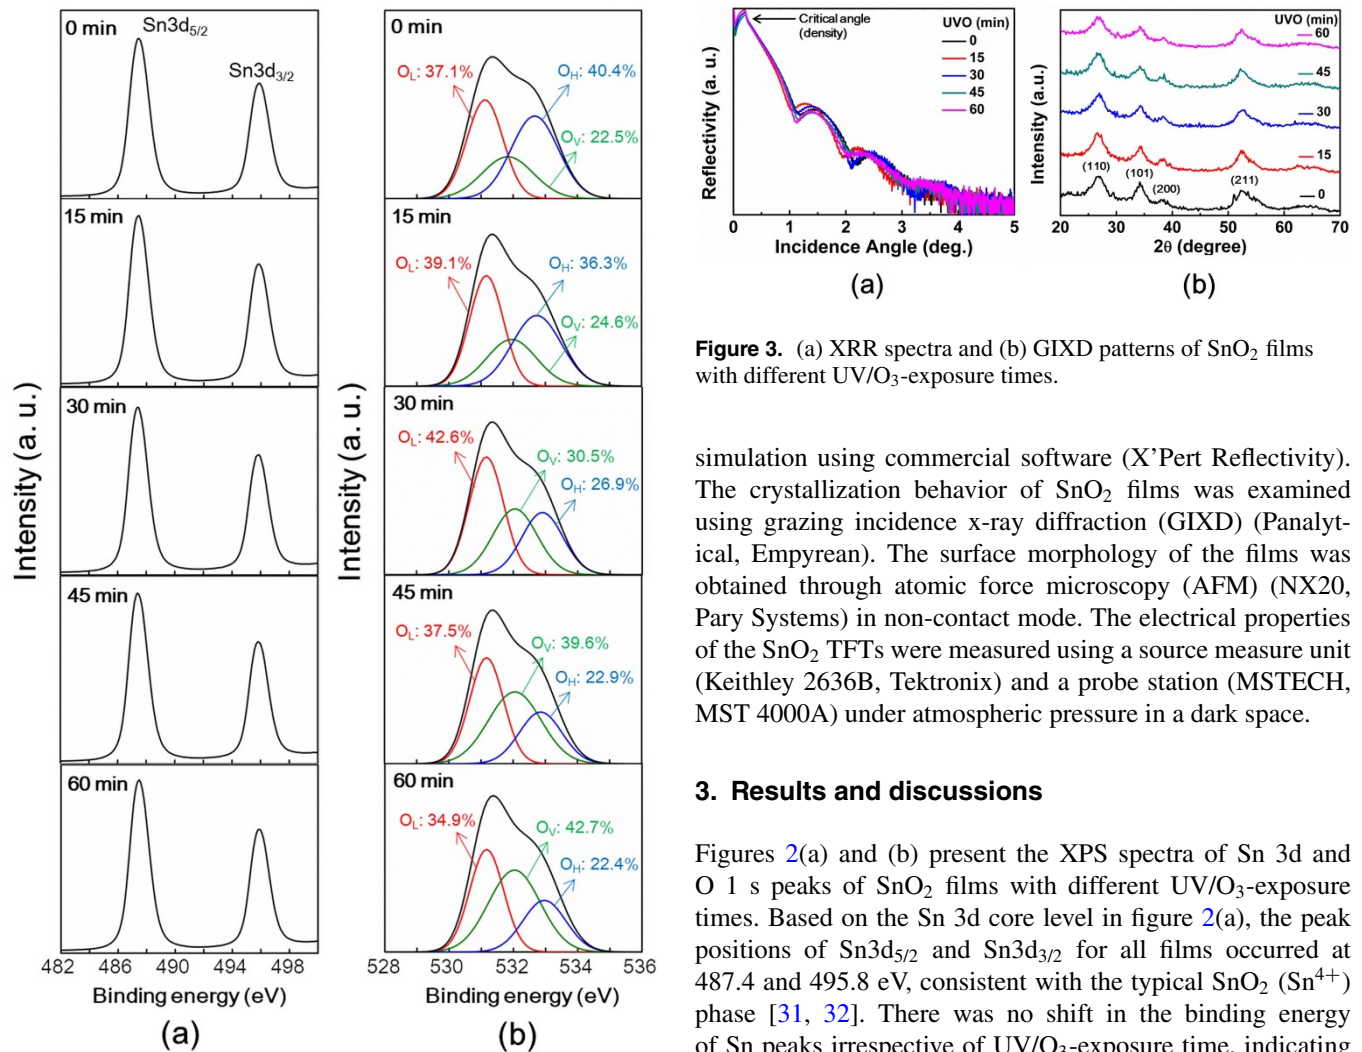 0 min
Sn3d5/2
Sn3d3/2
15 min
30 min
45 min
60 min
Intensity (a. u.)
482 486 490 494 498
Binding energy (eV)
(a)
0 min
OL: 37.1%
OH: 40.4%
OV: 22.5%
15 min
OL: 39.1%
OH: 36.3%
OV: 24.6%
30 min
OL: 42.6%
OV: 30.5%
OH: 26.9%
45 min
OL: 37.5%
OV: 39.6%
OH: 22.9%
60 min
OL: 34.9%
OV: 42.7%
OH: 22.4%
Intensity (a. u.)
528 530 532 534 536
Binding energy (eV)
(b)
Critical angle
(density)
UVO (min)
0
15
30
45
60
Reflectivity (a. u.)
0 1 2 3 4 5
Incidence Angle (deg.)
(a)
UVO (min)
60
45
30
15
0
(110)
(101)
(200)
(211)
Intensity (a.u.)
20 30 40 50 60 70
2θ (degree)
(b)
Figure 3. (a) XRR spectra and (b) GIXD patterns of SnO2 films
with different UV/O3-exposure times.
simulation using commercial software (X'Pert Reflectivity).
The crystallization behavior of SnO2 films was examined
using grazing incidence x-ray diffraction (GIXD) (Panalyt-
ical, Empyrean). The surface morphology of the films was
obtained through atomic force microscopy (AFM) (NX20,
Pary Systems) in non-contact mode. The electrical properties
of the SnO2 TFTs were measured using a source measure unit
(Keithley 2636B, Tektronix) and a probe station (MSTECH,
MST 4000A) under atmospheric pressure in a dark space.
3. Results and discussions
Figures 2(a) and (b) present the XPS spectra of Sn 3d and
O 1 s peaks of SnO2 films with different UV/O3-exposure
times. Based on the Sn 3d core level in figure 2(a), the peak
positions of Sn3d5/2 and Sn3d3/2 for all films occurred at
487.4 and 495.8 eV, consistent with the typical SnO2 (Sn4+)
phase [31, 32]. There was no shift in the binding energy
of Sn peaks irrespective of UV/O3-exposure time, indicating